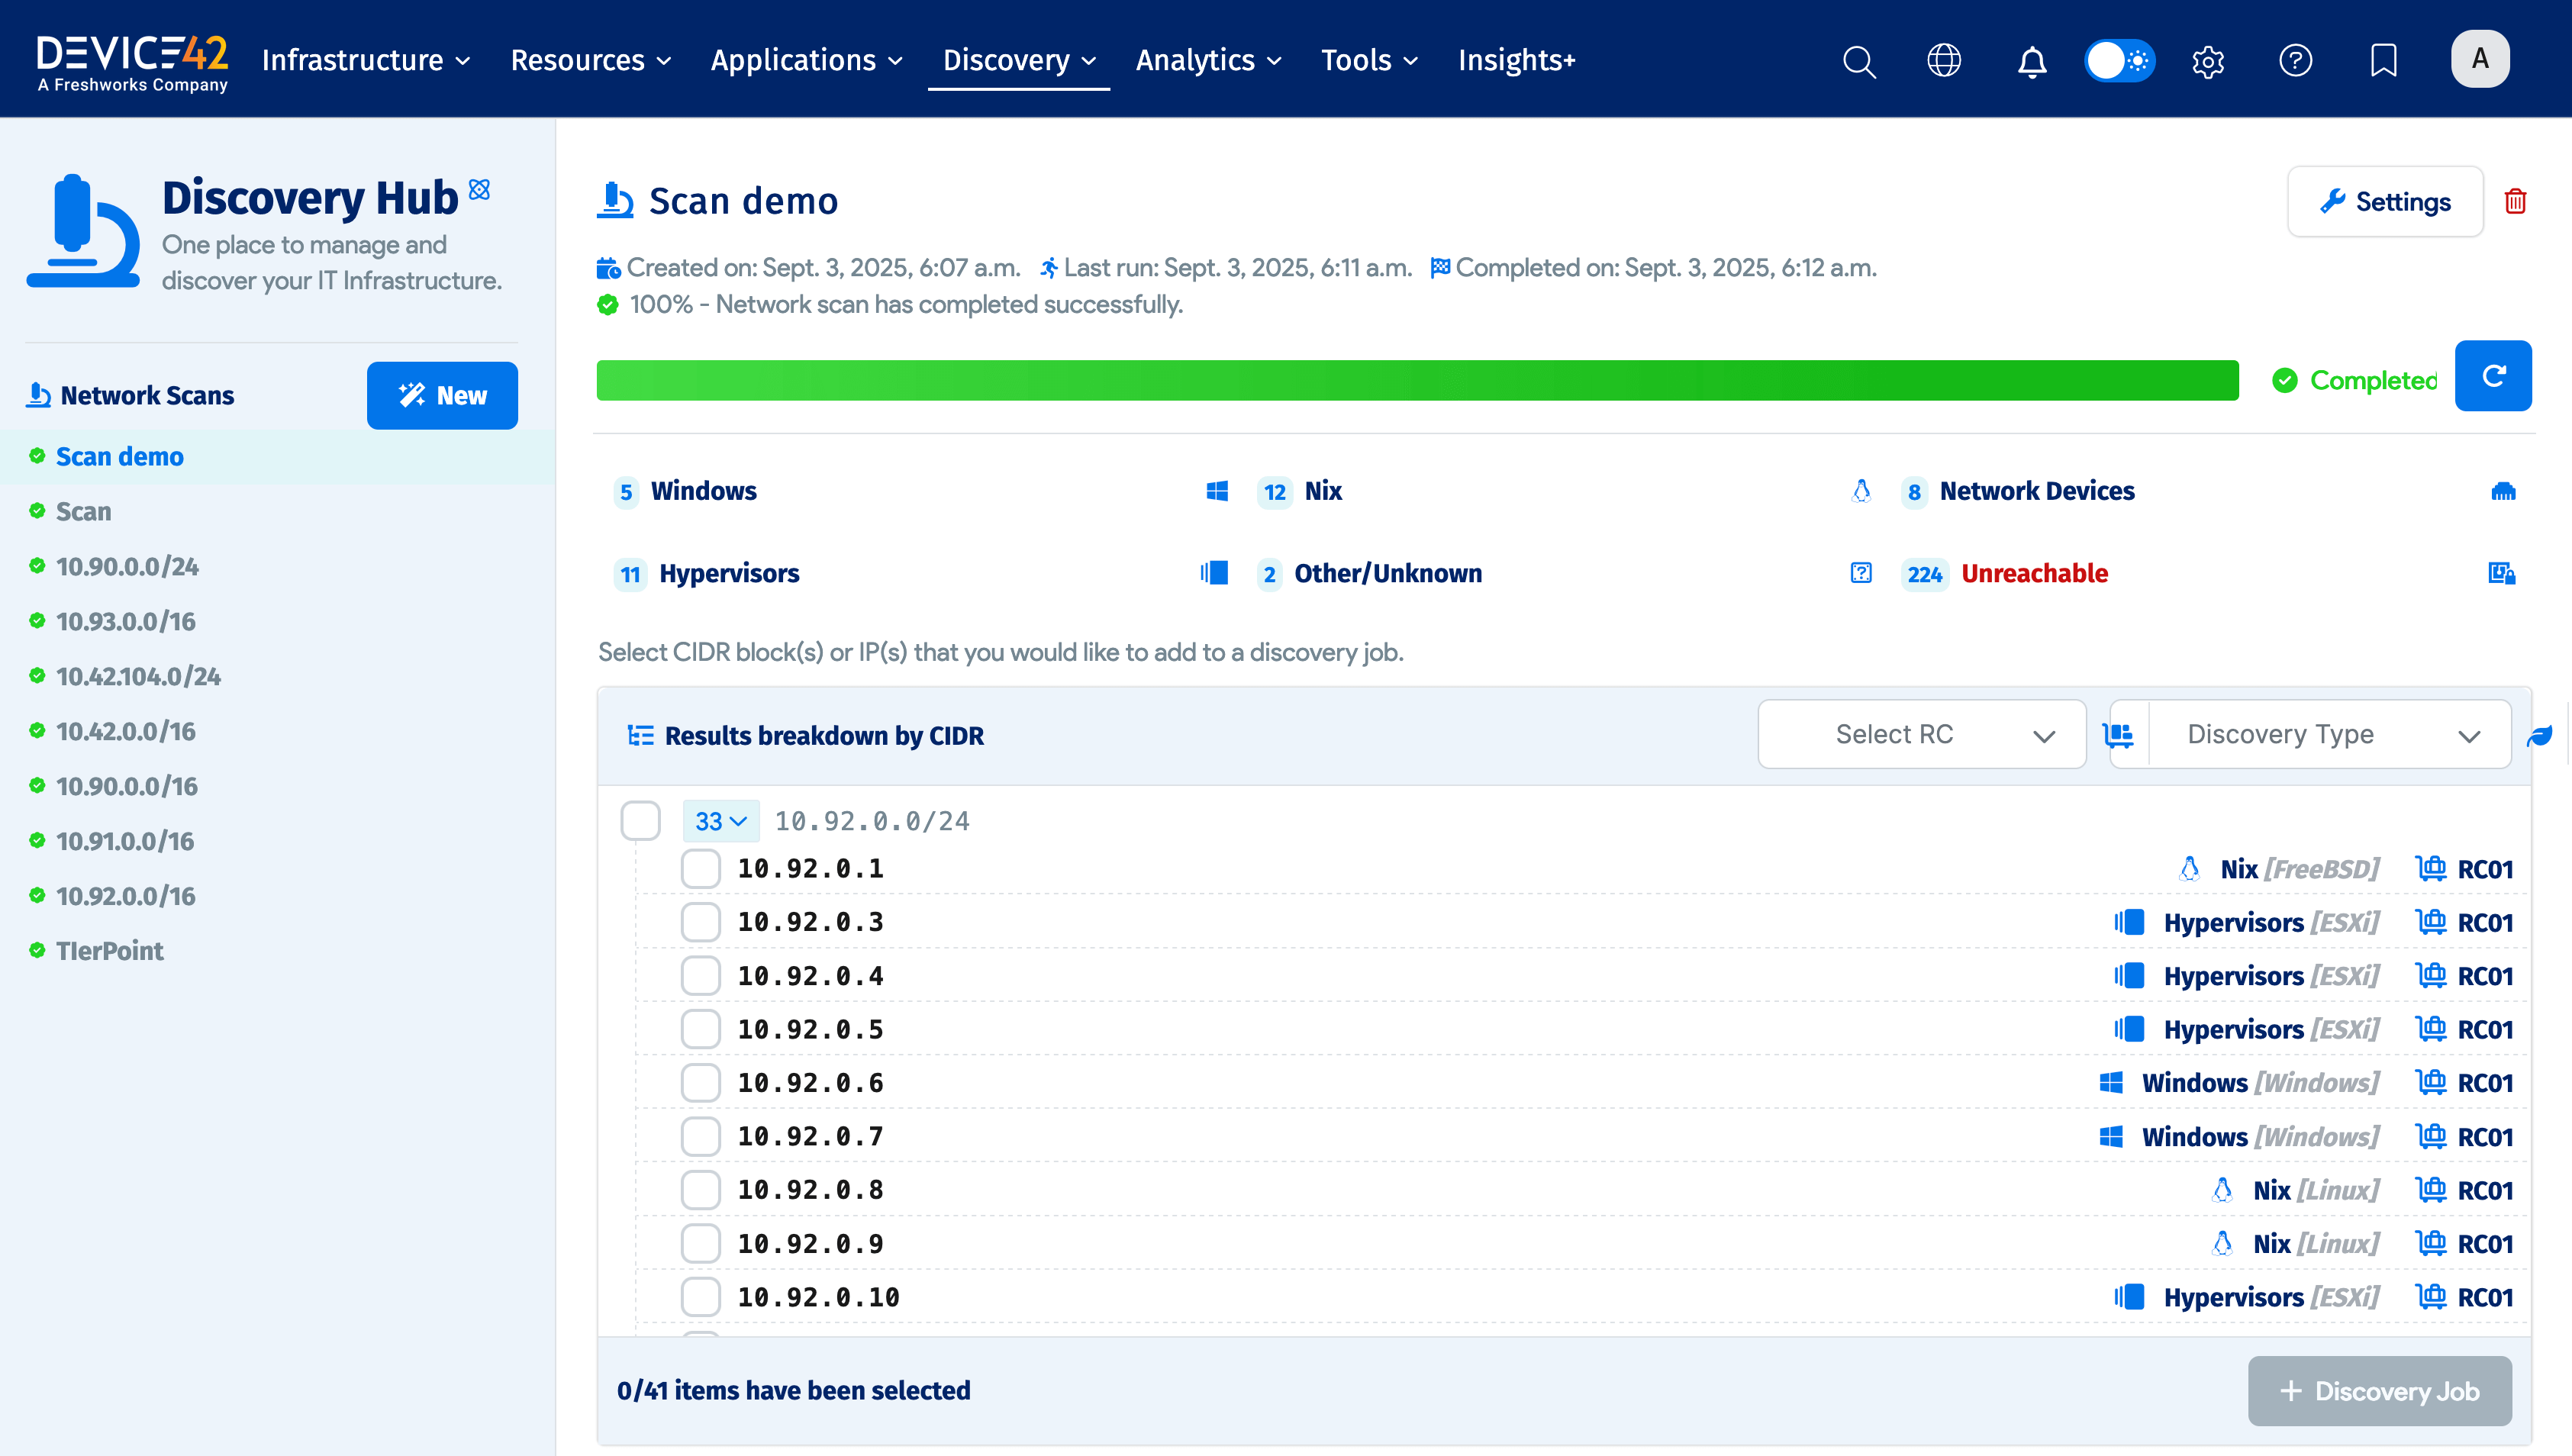 DEVICE42
A Freshworks Company
Infrastructure
Resources
Applications
Discovery
Analytics
Tools
Insights+
A
Discovery Hub
One place to manage and
discover your IT Infrastructure.
Network Scans
New
Scan demo
Scan
10.90.0.0/24
10.93.0.0/16
10.42.104.0/24
10.42.0.0/16
10.90.0.0/16
10.91.0.0/16
10.92.0.0/16
TIerPoint
Scan demo
Settings
Created on: Sept. 3, 2025, 6:07 a.m. Last run: Sept. 3, 2025, 6:11 a.m. Completed on: Sept. 3, 2025, 6:12 a.m.
100% - Network scan has completed successfully.
Completed
5 Windows
12 Nix
8 Network Devices
11 Hypervisors
2 Other/Unknown
224 Unreachable
Select CIDR block(s) or IP(s) that you would like to add to a discovery job.
Results breakdown by CIDR
Select RC
Discovery Type
33 10.92.0.0/24
10.92.0.1 Nix [FreeBSD] RC01
10.92.0.3 Hypervisors [ESXi] RC01
10.92.0.4 Hypervisors [ESXi] RC01
10.92.0.5 Hypervisors [ESXi] RC01
10.92.0.6 Windows [Windows] RC01
10.92.0.7 Windows [Windows] RC01
10.92.0.8 Nix [Linux] RC01
10.92.0.9 Nix [Linux] RC01
10.92.0.10 Hypervisors [ESXi] RC01
0/41 items have been selected
+ Discovery Job